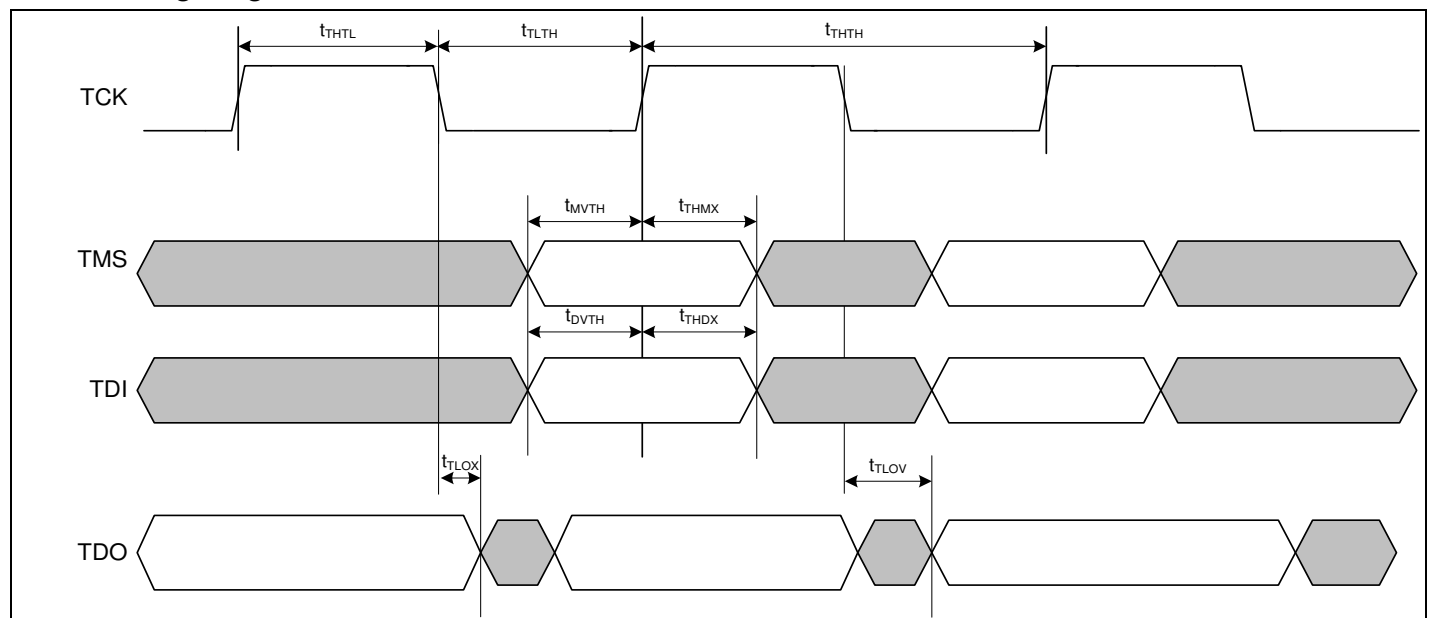 tTHTL tTLTH tTHTH
TCK
tMVTH tTHMX
TMS
tDVTH tTHDX
TDI
tTLOX tTLOV
TDO